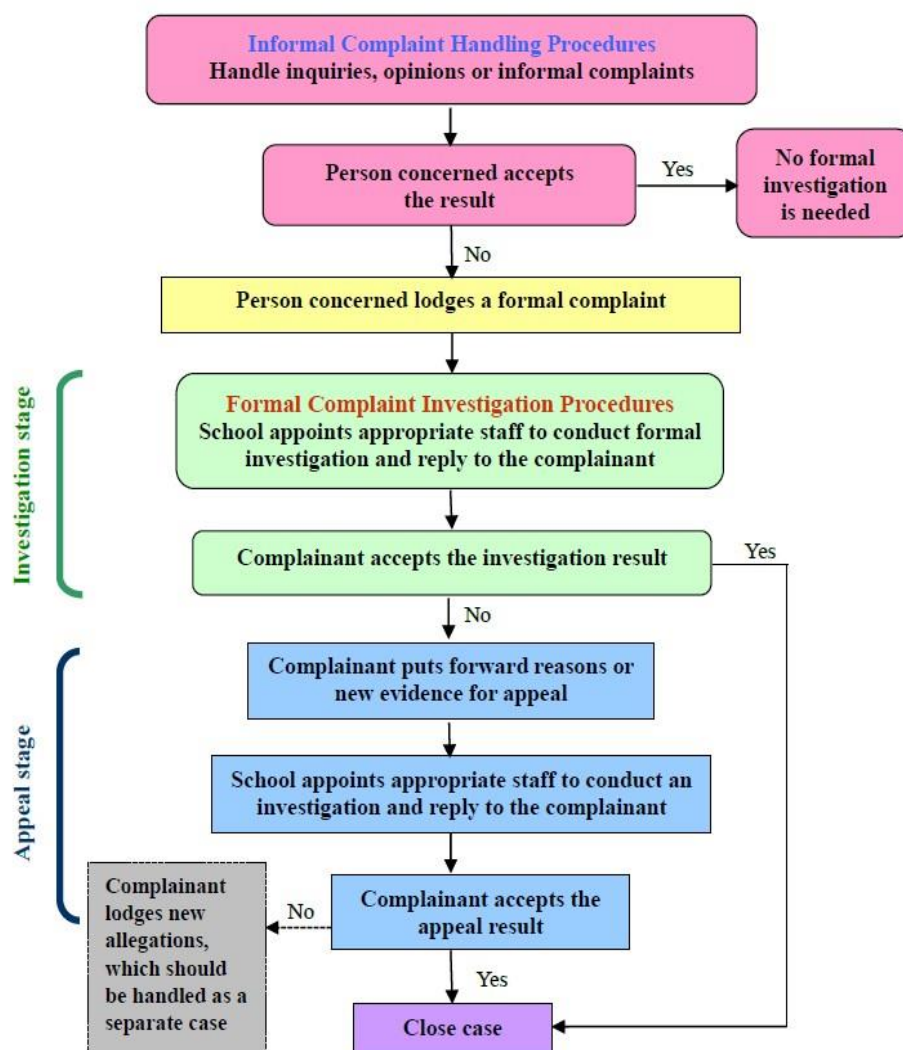 Informal Complaint Handling Procedures
Handle inquiries, opinions or informal complaints
Person concerned accepts
the result
Yes
No formal
investigation
is needed
No
Person concerned lodges a formal complaint
Investigation stage
Formal Complaint Investigation Procedures
School appoints appropriate staff to conduct formal
investigation and reply to the complainant
Complainant accepts the investigation result
Yes
No
Appeal stage
Complainant puts forward reasons or
new evidence for appeal
School appoints appropriate staff to conduct an
investigation and reply to the complainant
Complainant accepts the
appeal result
No
Complainant
lodges new
allegations,
which should
be handled as a
separate case
Yes
Close case